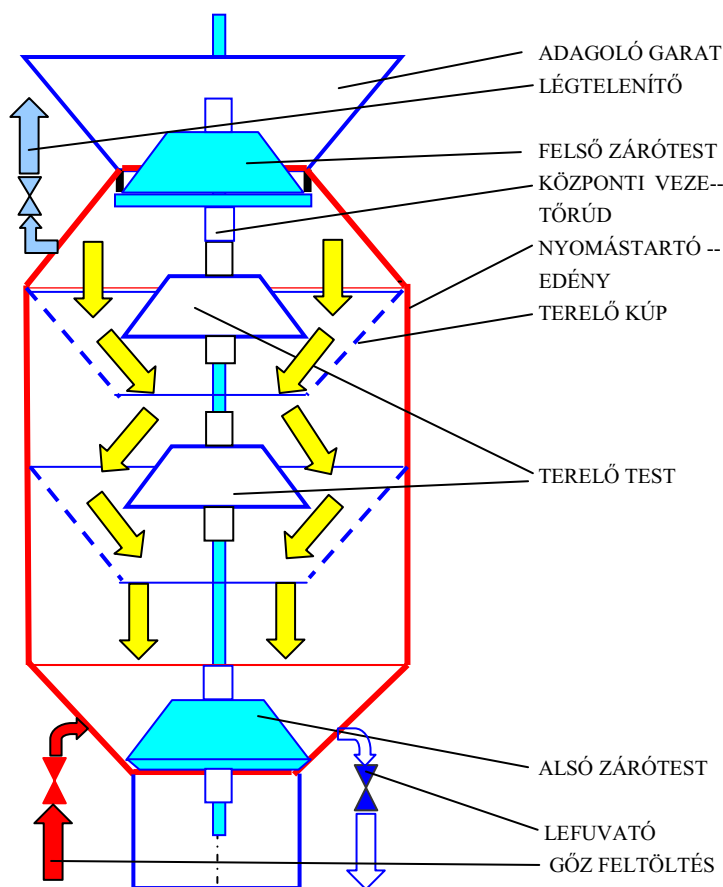 ADAGOLÓ GARAT
LÉGTELENÍTŐ
FELSŐ ZÁRÓTEST
KÖZPONTI VEZE--
TŐRÚD
NYOMÁSTARTÓ --
EDÉNY
TERELŐ KÚP
TERELŐ TEST
ALSÓ ZÁRÓTEST
LEFUVATÓ
GŐZ FELTÖLTÉS